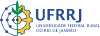 UFRRJ
UNIVERSIDADE FEDERAL RURAL
DO RIO DE JANEIRO